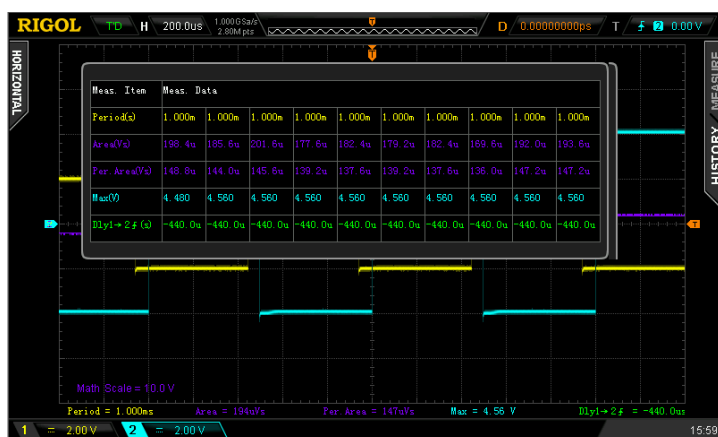 RIGOL T'D H 200.0us 1.000GSa/s 2.80M pts D 0.00000000ps T 2 0.00 V
HORIZONTAL
MEASURE
HISTORY
Meas. Item Meas. Data
Period(s) 1.000m 1.000m 1.000m 1.000m 1.000m 1.000m 1.000m 1.000m 1.000m 1.000m
Area(Vs) 198.4u 185.6u 201.6u 177.6u 182.4u 179.2u 182.4u 169.6u 192.0u 193.6u
Per.Area(Vs) 148.8u 144.0u 145.6u 139.2u 137.6u 139.2u 137.6u 136.0u 147.2u 147.2u
Max(V) 4.480 4.560 4.560 4.560 4.560 4.560 4.560 4.560 4.560 4.560
Dly1→2⨍(s) -440.0u -440.0u -440.0u -440.0u -440.0u -440.0u -440.0u -440.0u -440.0u -440.0u
Math Scale = 10.0 V
Period = 1.000ms Area = 194uVs Per.Area = 147uVs Max = 4.56 V Dly1→2⨍ = -440.0us
1 = 2.00 V 2 = 2.00 V 15:59